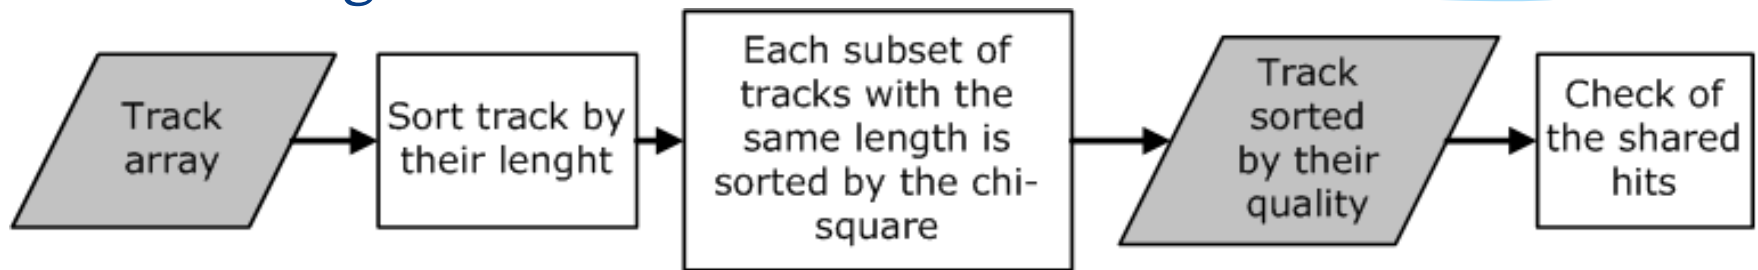 Track
array
Sort track by
their lenght
Each subset of
tracks with the
same length is
sorted by the chi-
square
Track
sorted
by their
quality
Check of
the shared
hits